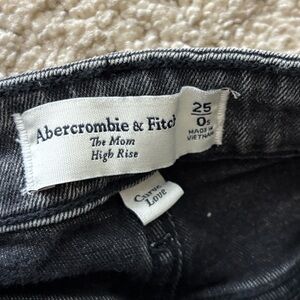 Abercrombie & Fitch
The Mom
High Rise
25
0s
MADE IN
VIETNAM
Curve
Love